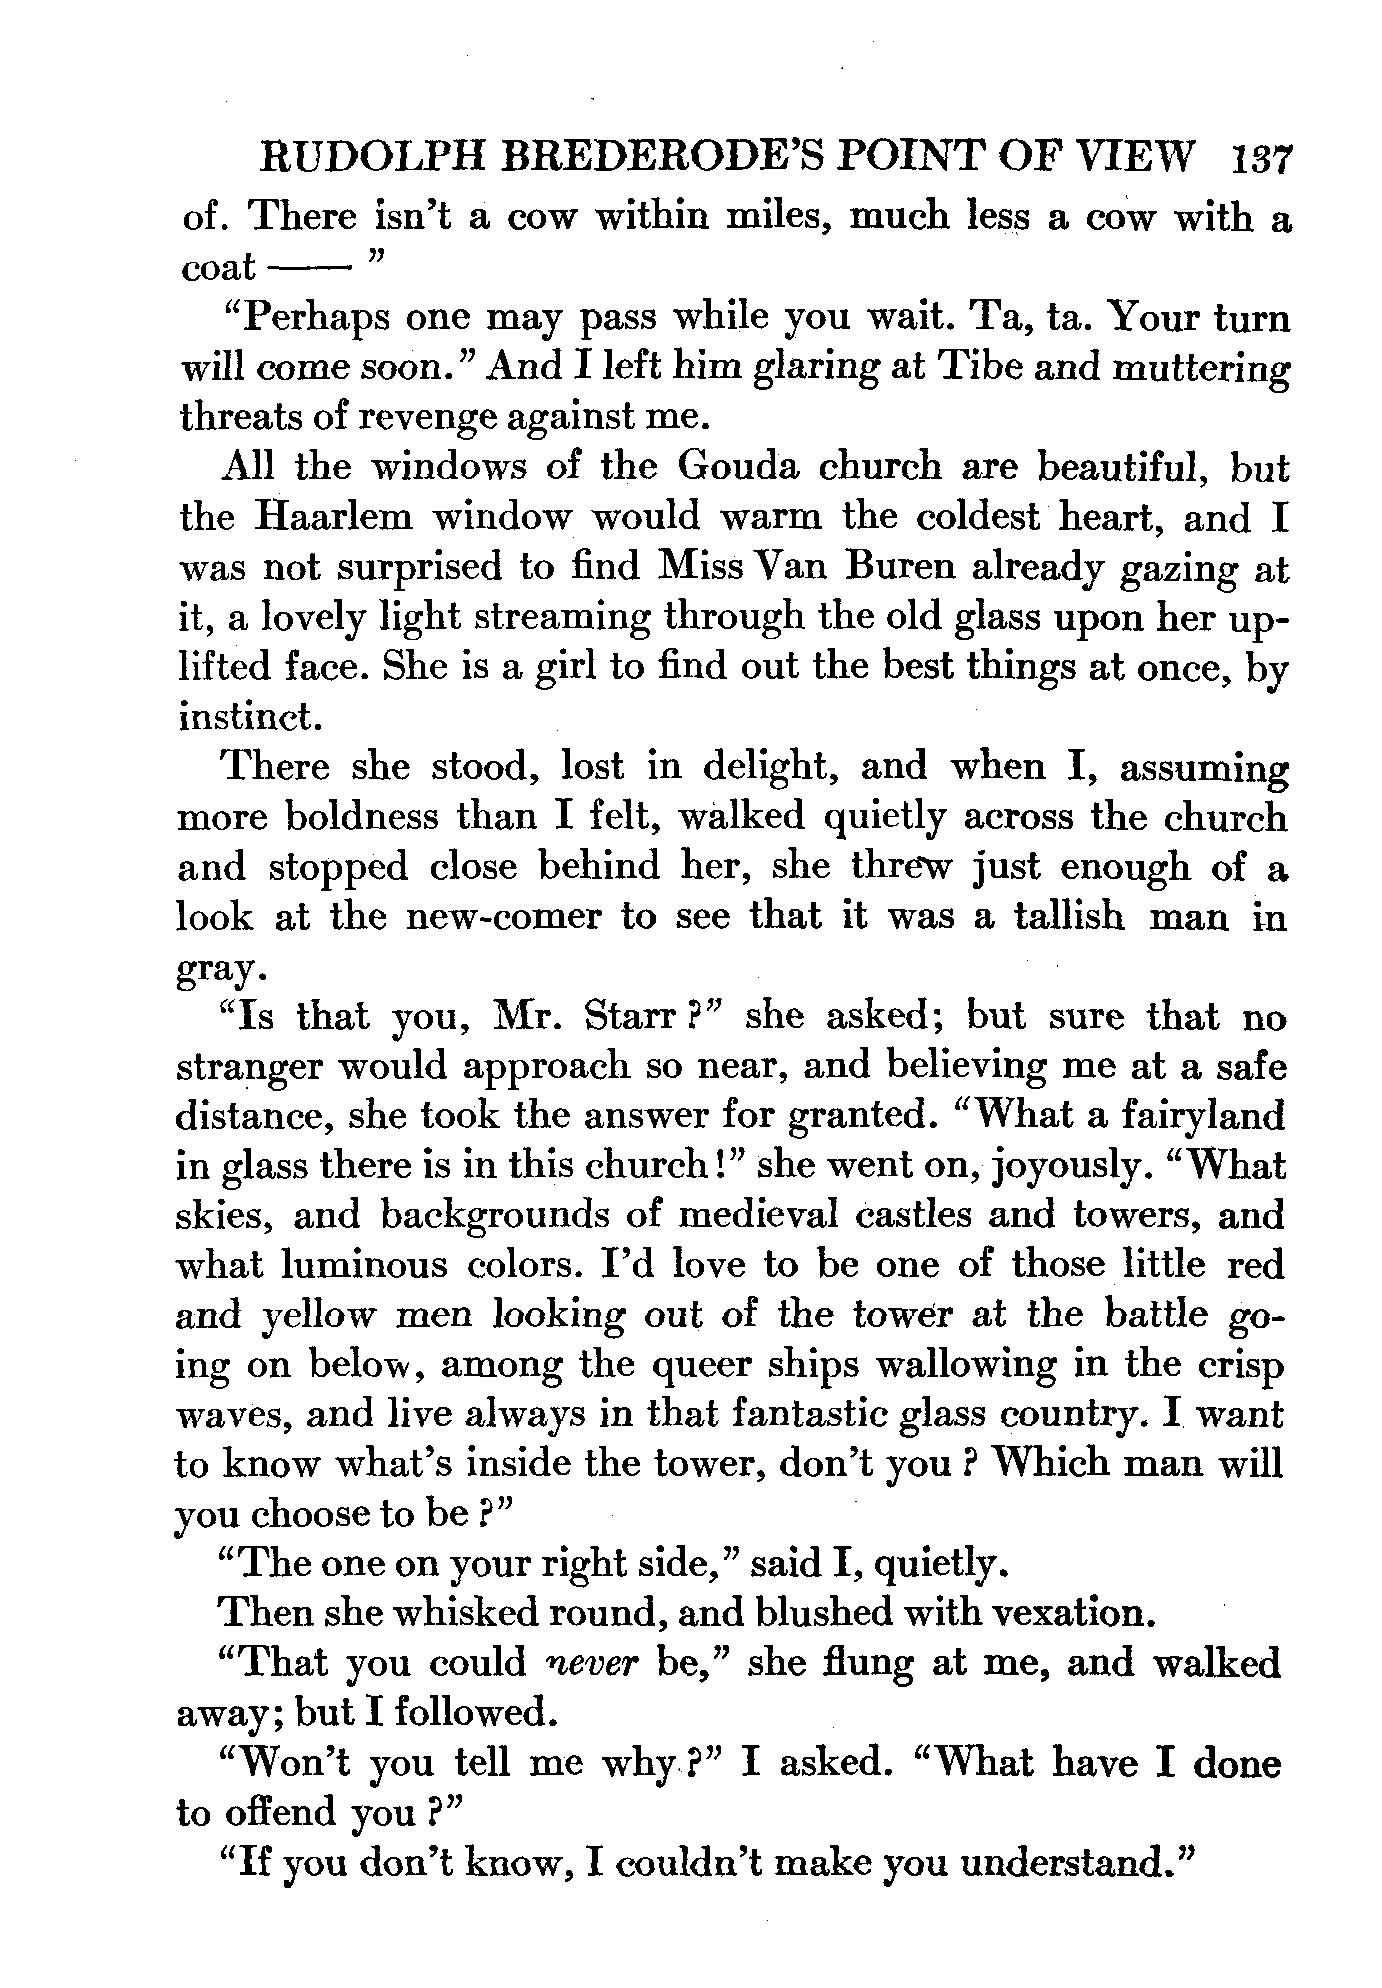 RUDOLPH BREDERODE'S POINT OF VIEW 137
of. There isn't a cow within miles, much less a cow with a
coat —— ”
“Perhaps one may pass while you wait. Ta, ta. Your turn
will come soon.” And I left him glaring at Tibe and muttering
threats of revenge against me.
All the windows of the Gouda church are beautiful, but
the Haarlem window would warm the coldest heart, and I
was not surprised to find Miss Van Buren already gazing at
it, a lovely light streaming through the old glass upon her up-
lifted face. She is a girl to find out the best things at once, by
instinct.
There she stood, lost in delight, and when I, assuming
more boldness than I felt, walked quietly across the church
and stopped close behind her, she threw just enough of a
look at the new-comer to see that it was a tallish man in
gray.
“Is that you, Mr. Starr?” she asked; but sure that no
stranger would approach so near, and believing me at a safe
distance, she took the answer for granted. “What a fairyland
in glass there is in this church!” she went on, joyously. “What
skies, and backgrounds of medieval castles and towers, and
what luminous colors. I'd love to be one of those little red
and yellow men looking out of the tower at the battle go-
ing on below, among the queer ships wallowing in the crisp
waves, and live always in that fantastic glass country. I want
to know what's inside the tower, don't you? Which man will
you choose to be?”
“The one on your right side,” said I, quietly.
Then she whisked round, and blushed with vexation.
“That you could never be,” she flung at me, and walked
away; but I followed.
“Won't you tell me why?” I asked. “What have I done
to offend you?”
“If you don't know, I couldn't make you understand.”